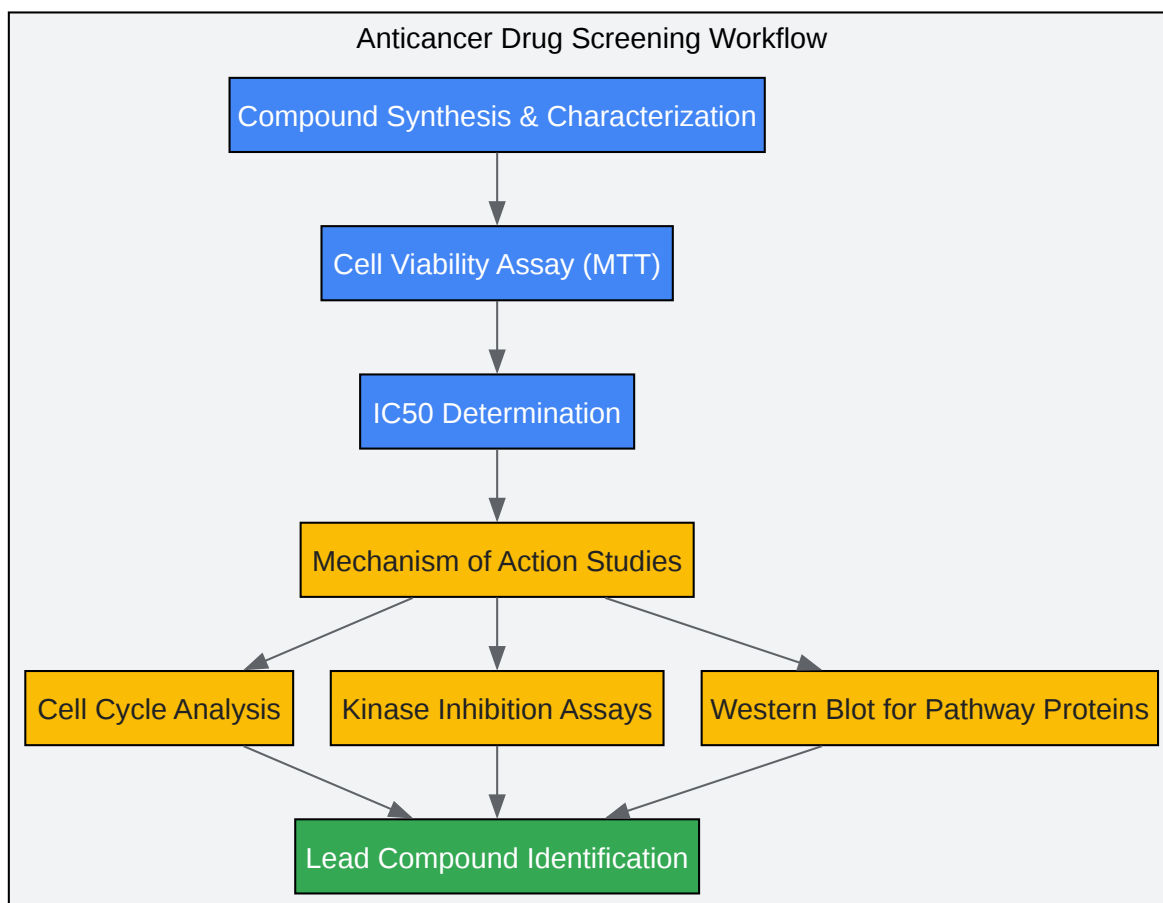 Anticancer Drug Screening Workflow
Compound Synthesis & Characterization
Cell Viability Assay (MTT)
IC50 Determination
Mechanism of Action Studies
Cell Cycle Analysis
Kinase Inhibition Assays
Western Blot for Pathway Proteins
Lead Compound Identification